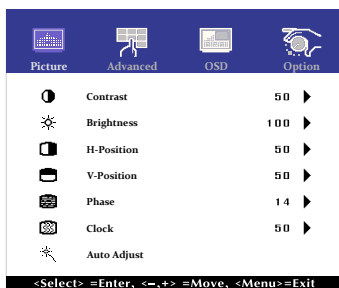 Picture Advanced OSD Option
Contrast 50
Brightness 100
H-Position 50
V-Position 50
Phase 14
Clock 50
Auto Adjust
<Select> =Enter, <–,+> =Move, <Menu>=Exit